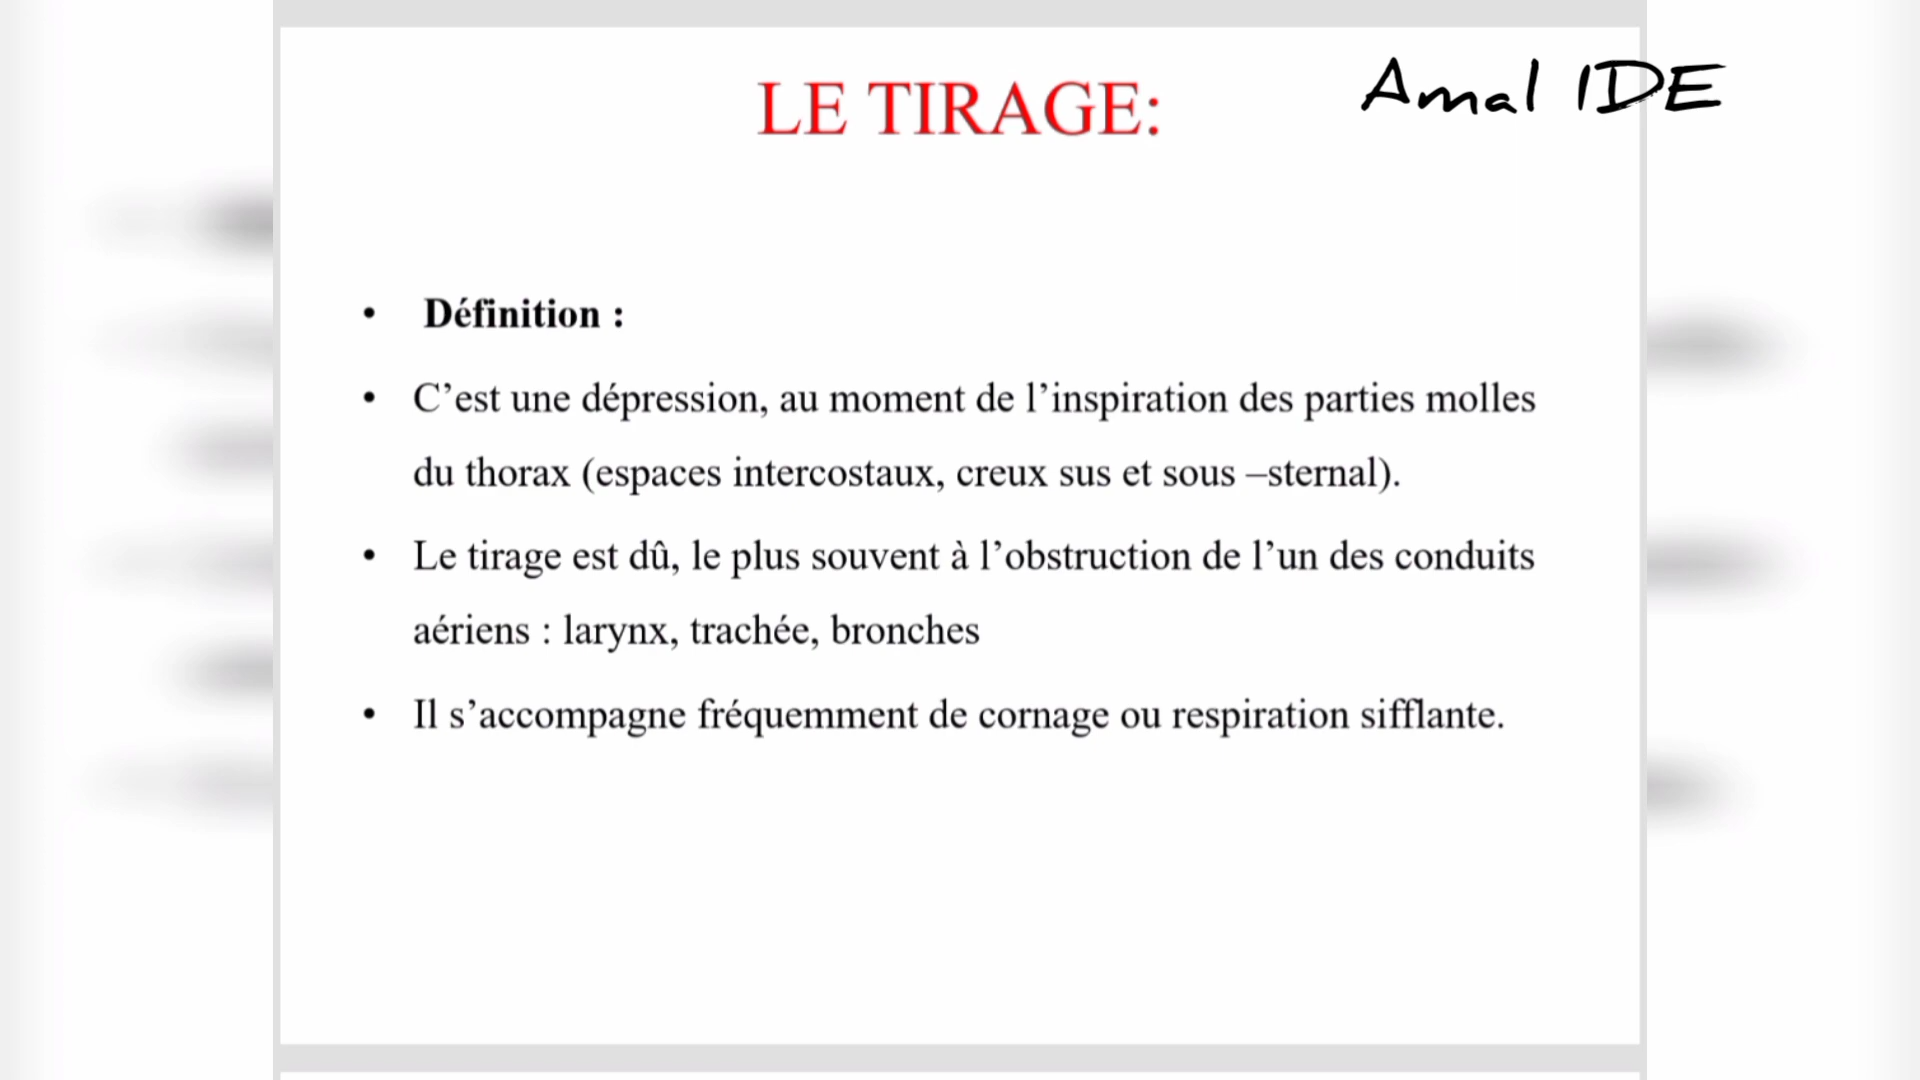 LE TIRAGE:
Amal IDE
• Définition :
• C’est une dépression, au moment de l’inspiration des parties molles
du thorax (espaces intercostaux, creux sus et sous –sternal).
• Le tirage est dû, le plus souvent à l’obstruction de l’un des conduits
aériens : larynx, trachée, bronches
• Il s’accompagne fréquemment de cornage ou respiration sifflante.